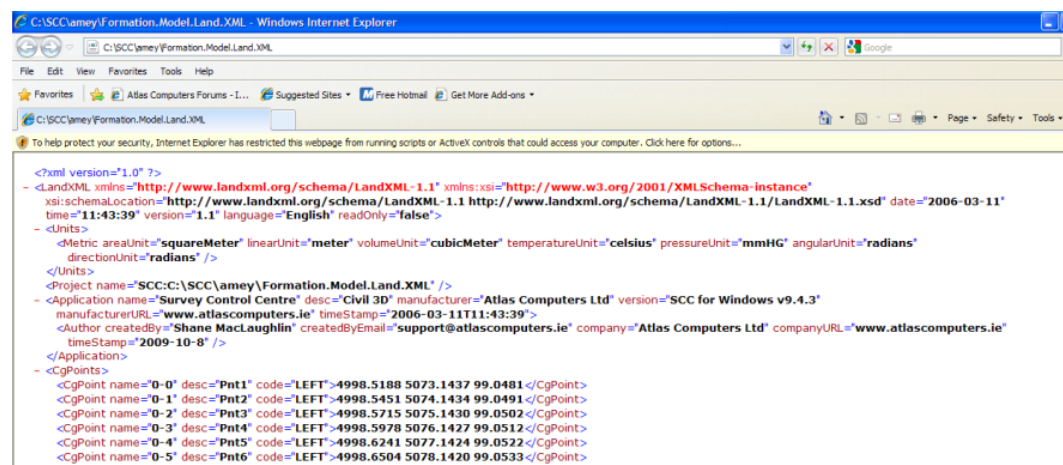 C:\SCC\amey\Formation.Model.Land.XML - Windows Internet Explorer
C:\SCC\amey\Formation.Model.Land.XML Google
File Edit View Favorites Tools Help
Favorites Atlas Computers Forums - I... Suggested Sites Free Hotmail Get More Add-ons
C:\SCC\amey\Formation.Model.Land.XML Page Safety Tools
To help protect your security, Internet Explorer has restricted this webpage from running scripts or ActiveX controls that could access your computer. Click here for options...
<?xml version="1.0" ?>
- <LandXML xmlns="http://www.landxml.org/schema/LandXML-1.1" xmlns:xsi="http://www.w3.org/2001/XMLSchema-instance"
xsi:schemaLocation="http://www.landxml.org/schema/LandXML-1.1 http://www.landxml.org/schema/LandXML-1.1/LandXML-1.1.xsd" date="2006-03-11"
time="11:43:39" version="1.1" language="English" readOnly="false">
- <Units>
<Metric areaUnit="squareMeter" linearUnit="meter" volumeUnit="cubicMeter" temperatureUnit="celsius" pressureUnit="mmHG" angularUnit="radians"
directionUnit="radians" />
</Units>
<Project name="SCC:C:\SCC\amey\Formation.Model.Land.XML" />
- <Application name="Survey Control Centre" desc="Civil 3D" manufacturer="Atlas Computers Ltd" version="SCC for Windows v9.4.3"
manufacturerURL="www.atlascomputers.ie" timeStamp="2006-03-11T11:43:39">
<Author createdBy="Shane MacLaughlin" createdByEmail="support@atlascomputers.ie" company="Atlas Computers Ltd" companyURL="www.atlascomputers.ie"
timeStamp="2009-10-8" />
</Application>
- <CgPoints>
<CgPoint name="0-0" desc="Pnt1" code="LEFT">4998.5188 5073.1437 99.0481</CgPoint>
<CgPoint name="0-1" desc="Pnt2" code="LEFT">4998.5451 5074.1434 99.0491</CgPoint>
<CgPoint name="0-2" desc="Pnt3" code="LEFT">4998.5715 5075.1430 99.0502</CgPoint>
<CgPoint name="0-3" desc="Pnt4" code="LEFT">4998.5978 5076.1427 99.0512</CgPoint>
<CgPoint name="0-4" desc="Pnt5" code="LEFT">4998.6241 5077.1424 99.0522</CgPoint>
<CgPoint name="0-5" desc="Pnt6" code="LEFT">4998.6504 5078.1420 99.0533</CgPoint>